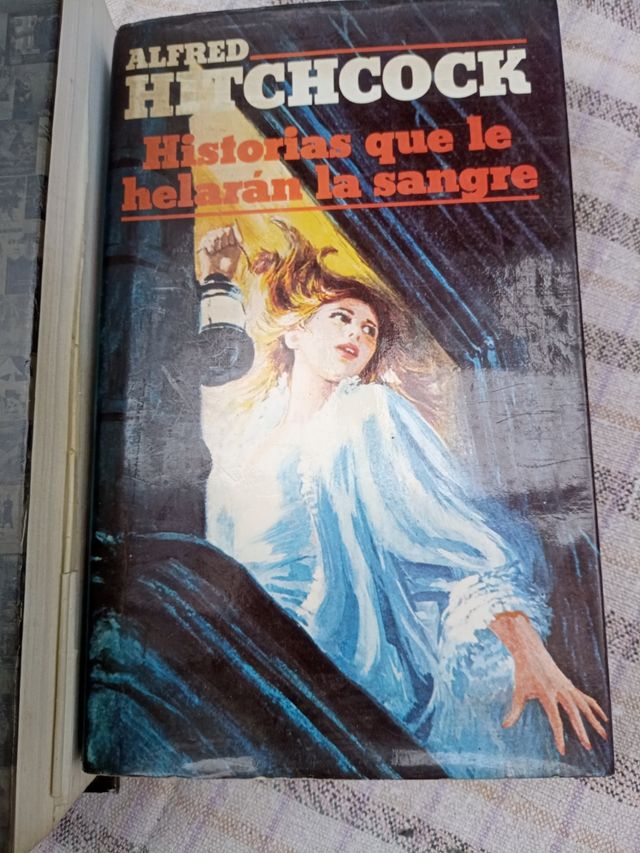 ALFRED
HITCHCOCK
Historias que le
helarán la sangre